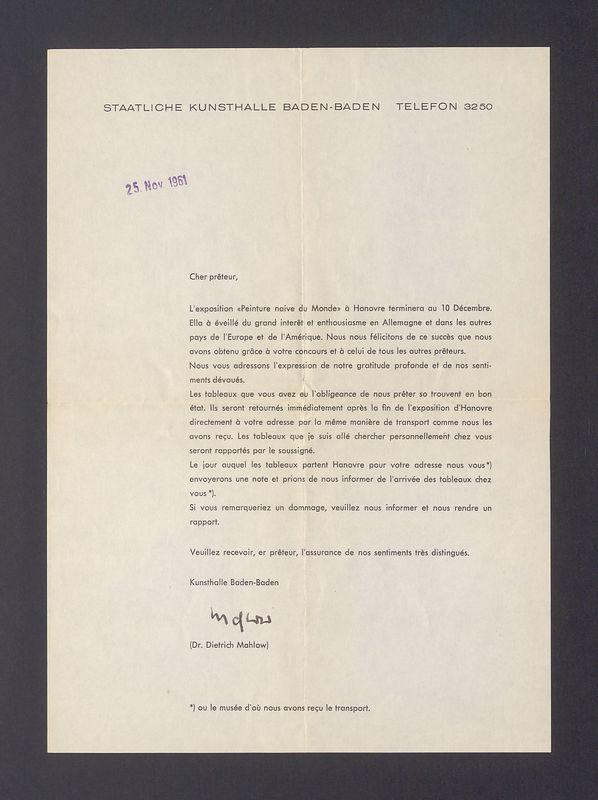 STAATLICHE KUNSTHALLE BADEN-BADEN TELEFON 3250
25. Nov. 1961
Cher prêteur,
L'exposition «Peinture naive du Monde» à Hanovre terminera au 10 Décembre.
Ella à éveillé du grand interêt et enthousiasme en Allemagne et dans les autres
pays de l'Europe et de l'Amérique. Nous nous félicitons de ce succès que nous
avons obtenu grâce à votre concours et à celui de tous les autres prêteurs.
Nous vous adressons l'expression de notre gratitude profonde et de nos senti-
ments dévoués.
Les tableaux que vous avez eu l'obligeance de nous prêter so trouvent en bon
état. Ils seront retournés immédiatement après la fin de l'exposition d'Hanovre
directement à votre adresse par la même manière de transport comme nous les
avons reçu. Les tableaux que je suis allé chercher personnellement chez vous
seront rapportés par le soussigné.
Le jour auquel les tableaux partent Hanovre pour votre adresse nous vous*)
envoyerons une note et prions de nous informer de l'arrivée des tableaux chez
vous*).
Si vous remarqueriez un dommage, veuillez nous informer et nous rendre un
rapport.
Veuillez recevoir, er prêteur, l'assurance de nos sentiments très distingués.
Kunsthalle Baden-Baden
Mahlow
(Dr. Dietrich Mahlow)
*) ou le musée d'où nous avons reçu le transport.